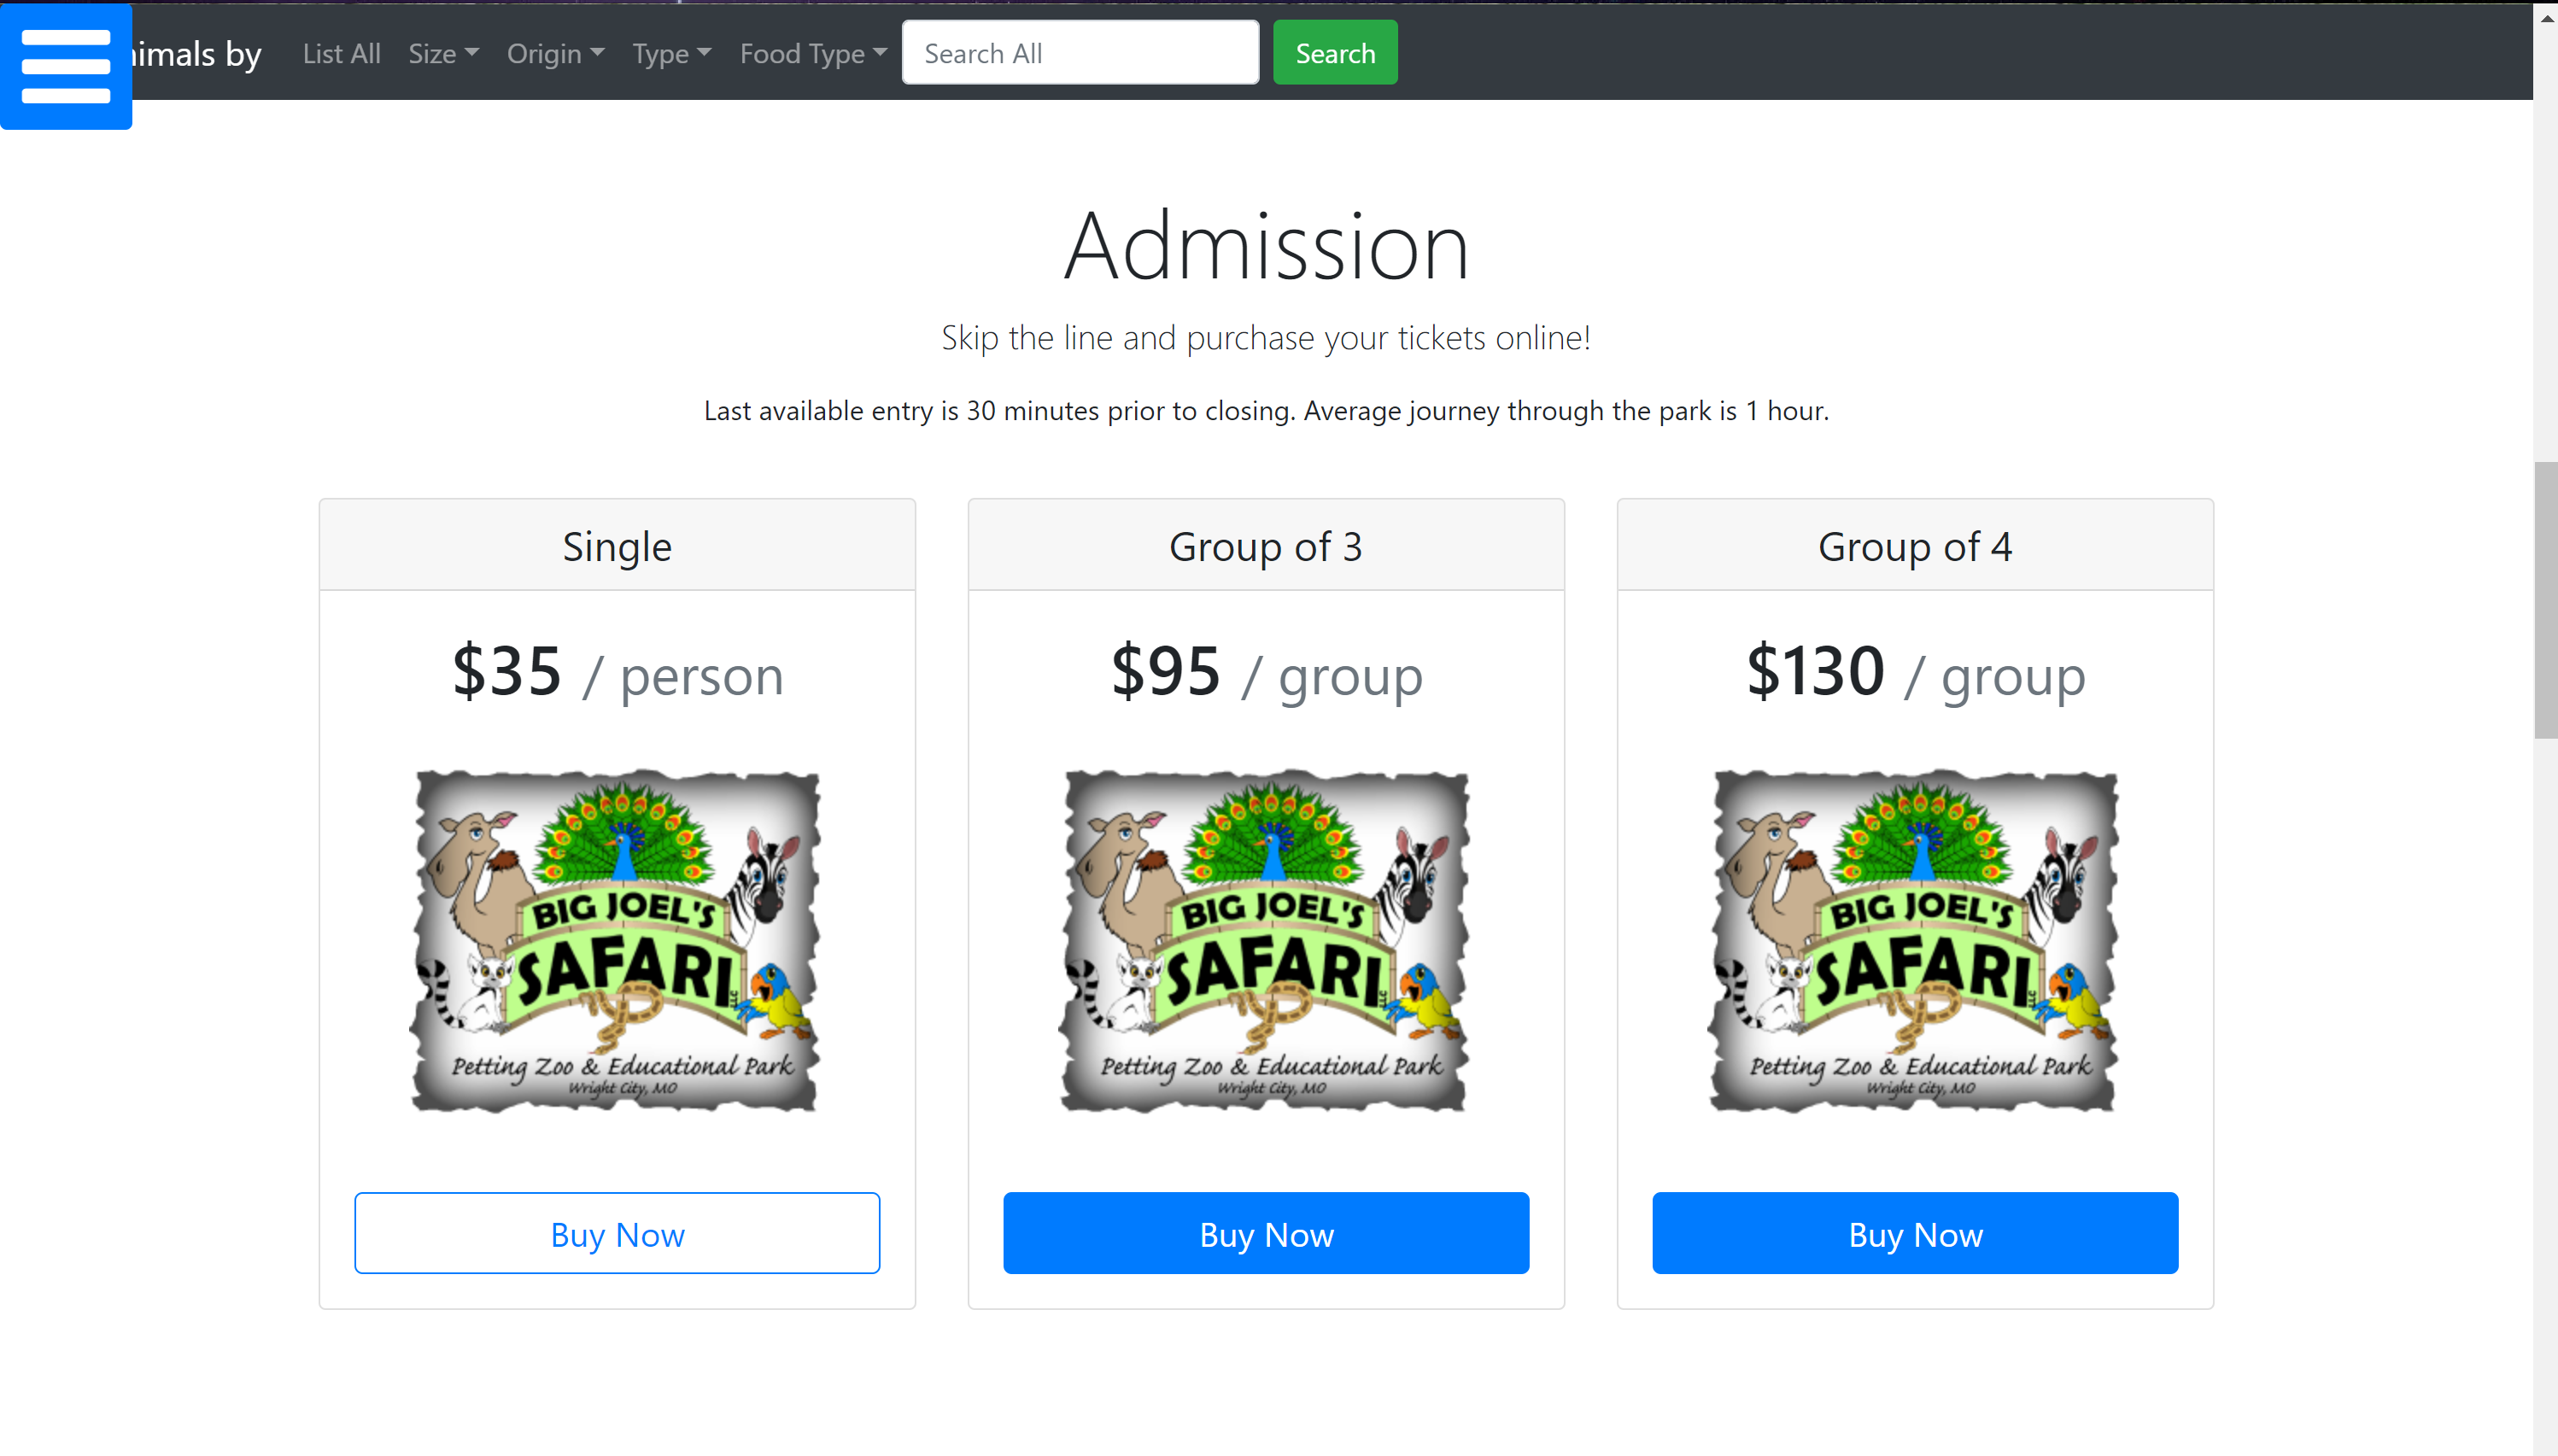 imals by List All Size Origin Type Food Type Search All Search
Admission
Skip the line and purchase your tickets online!
Last available entry is 30 minutes prior to closing. Average journey through the park is 1 hour.
Single
$35 / person
BIG JOEL'S
SAFARI LLC
Petting Zoo & Educational Park
Wright City, MO
Buy Now
Group of 3
$95 / group
BIG JOEL'S
SAFARI LLC
Petting Zoo & Educational Park
Wright City, MO
Buy Now
Group of 4
$130 / group
BIG JOEL'S
SAFARI LLC
Petting Zoo & Educational Park
Wright City, MO
Buy Now